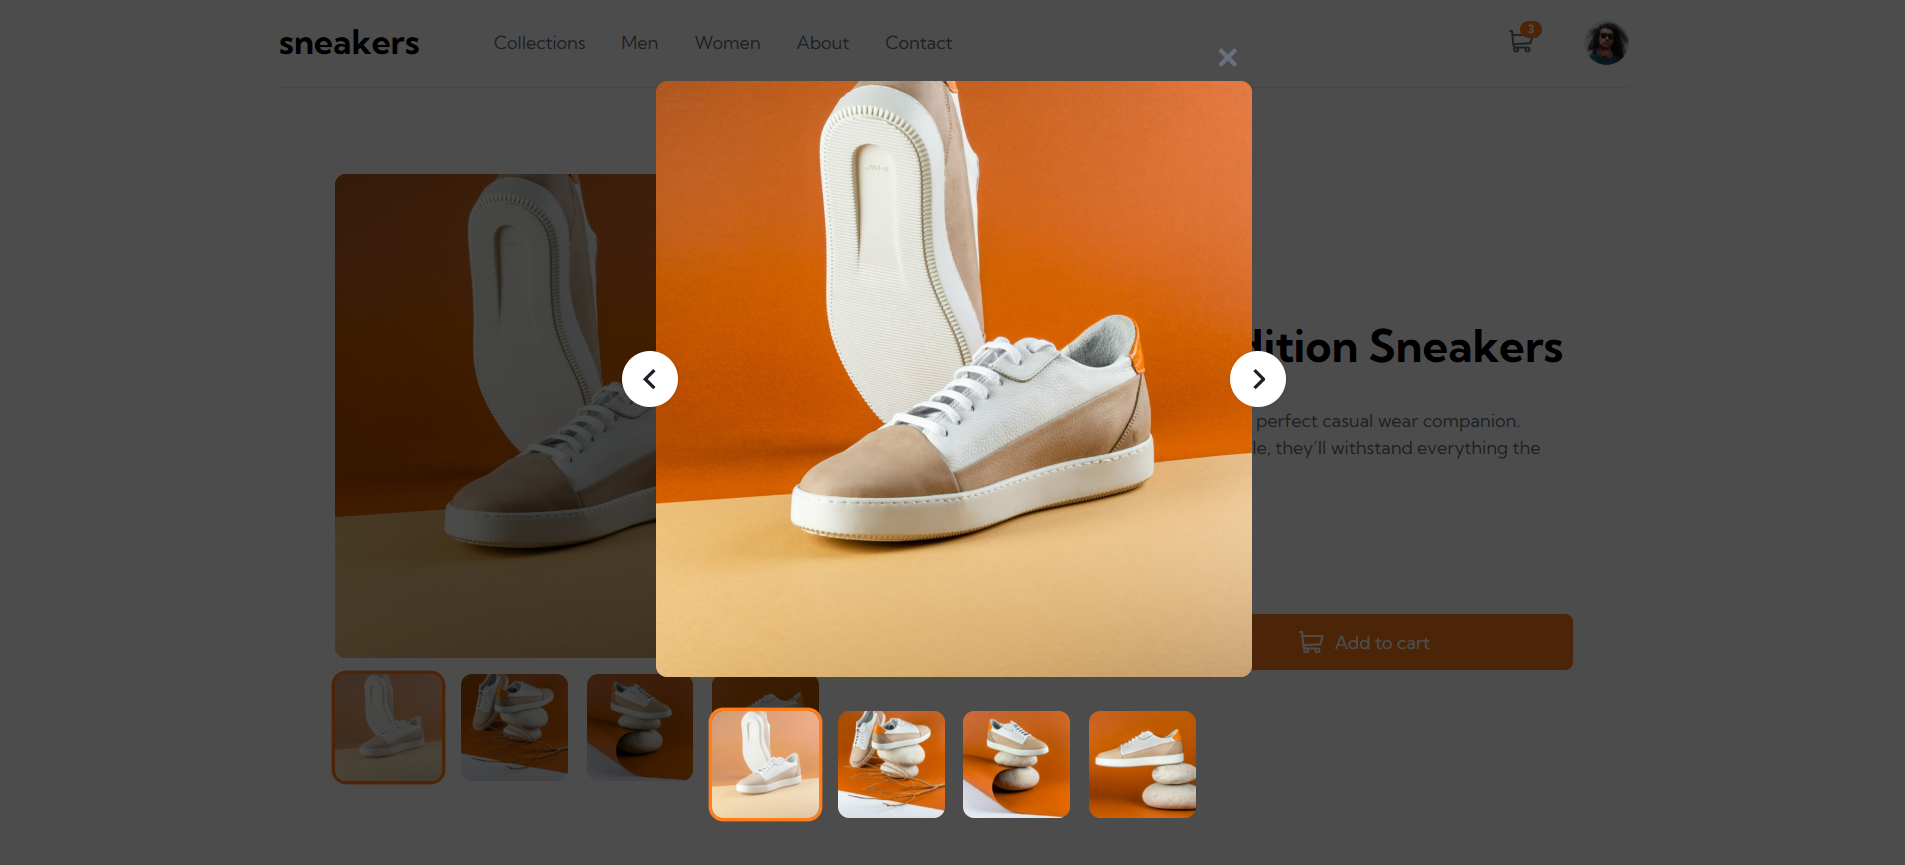 sneakers
Collections
Men
Women
About
Contact
3
dition Sneakers
perfect casual wear companion.
le, they'll withstand everything the
Add to cart